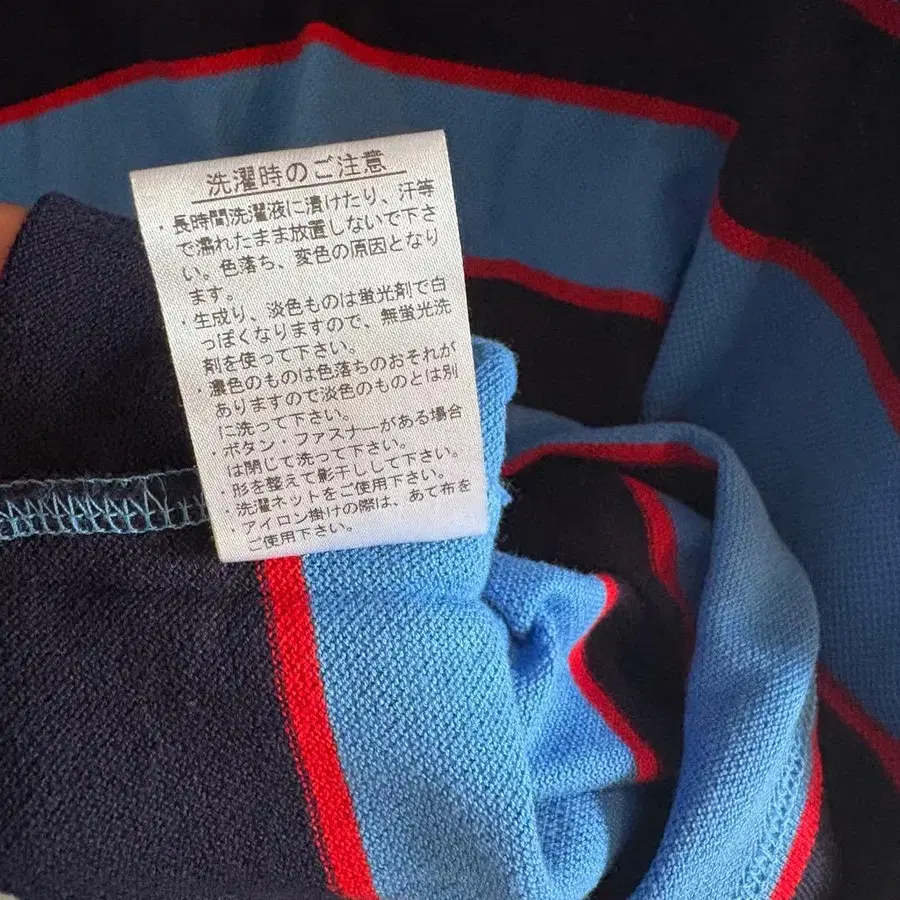 洗濯時のご注意
・長時間洗濯液に漬けたり、汗等
で濡れたまま放置しないで下さ
い。色落ち、変色の原因となり
ます。
・生成り、淡色ものは蛍光剤で白
っぽくなりますので、無蛍光洗
剤を使って下さい。
・濃色のものは色落ちのおそれが
ありますので淡色のものとは別
に洗って下さい。
・ボタン・ファスナーがある場合
は閉じて洗って下さい。
・形を整えて影干しして下さい。
・洗濯ネットをご使用下さい。
・アイロン掛けの際は、あて布を
ご使用下さい。